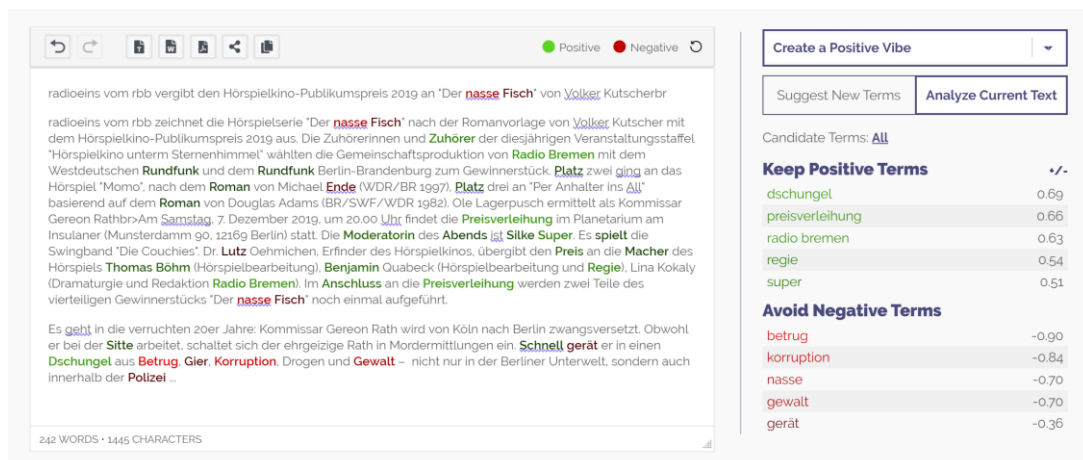 Positive Negative
radioeins vom rbb vergibt den Hörspielkino-Publikumspreis 2019 an "Der nasse Fisch" von Volker Kutscherbr
radioeins vom rbb zeichnet die Hörspielserie "Der nasse Fisch" nach der Romanvorlage von Volker Kutscher mit
dem Hörspielkino-Publikumspreis 2019 aus. Die Zuhörerinnen und Zuhörer der diesjährigen Veranstaltungsstaffel
"Hörspielkino unterm Sternenhimmel" wählten die Gemeinschaftsproduktion von Radio Bremen mit dem
Westdeutschen Rundfunk und dem Rundfunk Berlin-Brandenburg zum Gewinnerstück. Platz zwei ging an das
Hörspiel "Momo", nach dem Roman von Michael Ende (WDR/BR 1997), Platz drei an "Per Anhalter ins All"
basierend auf dem Roman von Douglas Adams (BR/SWF/WDR 1982). Ole Lagerpusch ermittelt als Kommissar
Gereon Rathbr>Am Samstag, 7. Dezember 2019, um 20.00 Uhr findet die Preisverleihung im Planetarium am
Insulaner (Munsterdamm 90, 12169 Berlin) statt. Die Moderatorin des Abends ist Silke Super. Es spielt die
Swingband "Die Couchies". Dr. Lutz Oehmichen, Erfinder des Hörspielkinos, übergibt den Preis an die Macher des
Hörspiels Thomas Böhm (Hörspielbearbeitung), Benjamin Quabeck (Hörspielbearbeitung und Regie), Lina Kokaly
(Dramaturgie und Redaktion Radio Bremen). Im Anschluss an die Preisverleihung werden zwei Teile des
vierteiligen Gewinnerstücks "Der nasse Fisch" noch einmal aufgeführt.
Es geht in die verruchten 20er Jahre: Kommissar Gereon Rath wird von Köln nach Berlin zwangsversetzt. Obwohl
er bei der Sitte arbeitet, schaltet sich der ehrgeizige Rath in Mordermittlungen ein. Schnell gerät er in einen
Dschungel aus Betrug, Gier, Korruption, Drogen und Gewalt – nicht nur in der Berliner Unterwelt, sondern auch
innerhalb der Polizei ...
242 WORDS • 1445 CHARACTERS
Create a Positive Vibe
Suggest New Terms Analyze Current Text
Candidate Terms: All
Keep Positive Terms +/-
dschungel 0.69
preisverleihung 0.66
radio bremen 0.63
regie 0.54
super 0.51
Avoid Negative Terms
betrug -0.90
korruption -0.84
nasse -0.70
gewalt -0.70
gerät -0.36